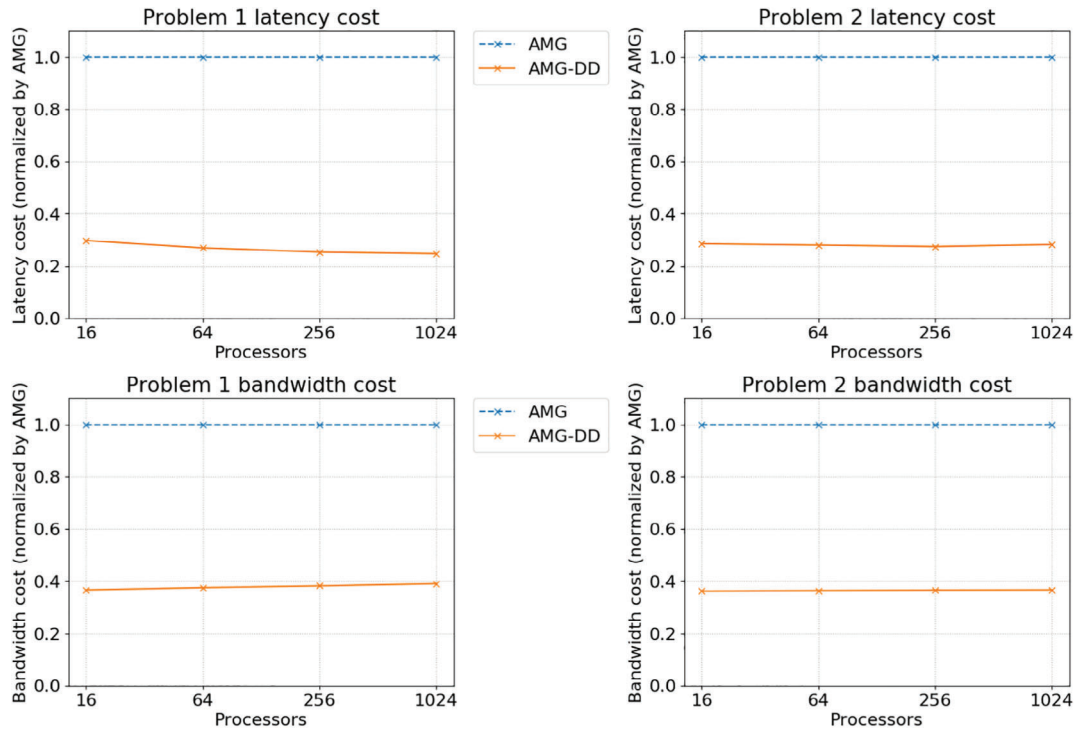 Problem 1 latency cost
Latency cost (normalized by AMG)
1.0
0.8
0.6
0.4
0.2
0.0
16 64 256 1024
Processors
AMG
AMG-DD
Problem 2 latency cost
Latency cost (normalized by AMG)
1.0
0.8
0.6
0.4
0.2
0.0
16 64 256 1024
Processors
Problem 1 bandwidth cost
Bandwidth cost (normalized by AMG)
1.0
0.8
0.6
0.4
0.2
0.0
16 64 256 1024
Processors
AMG
AMG-DD
Problem 2 bandwidth cost
Bandwidth cost (normalized by AMG)
1.0
0.8
0.6
0.4
0.2
0.0
16 64 256 1024
Processors